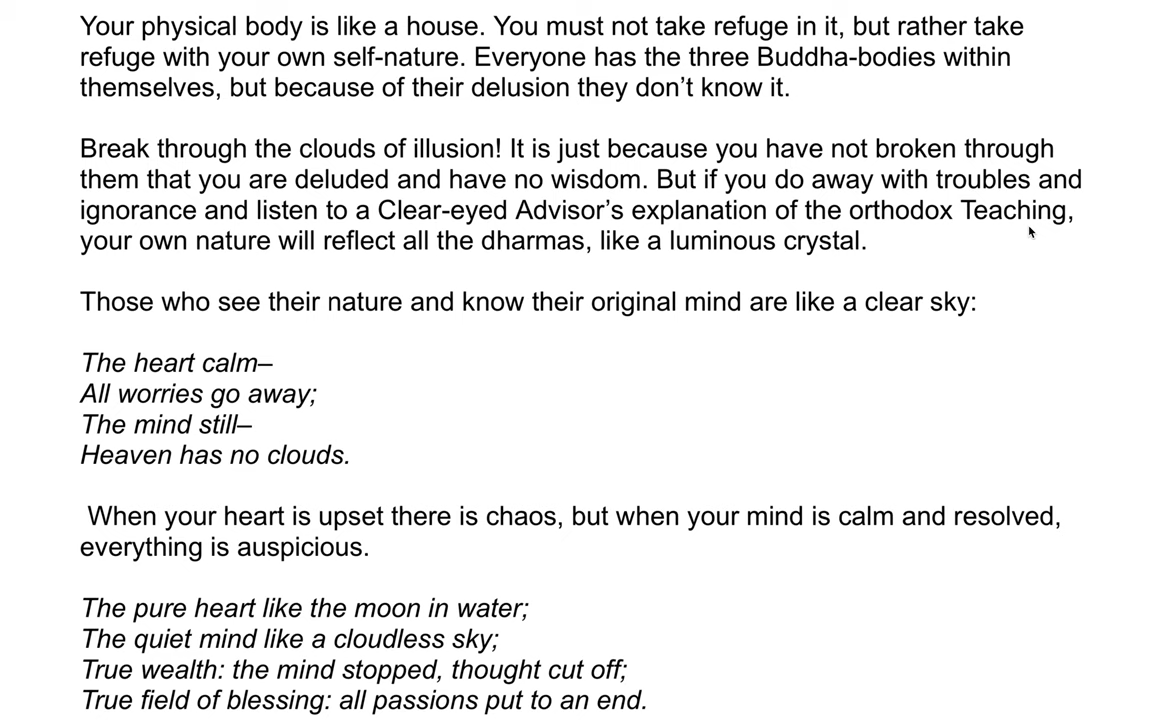 Your physical body is like a house. You must not take refuge in it, but rather take
refuge with your own self-nature. Everyone has the three Buddha-bodies within
themselves, but because of their delusion they don’t know it.
Break through the clouds of illusion! It is just because you have not broken through
them that you are deluded and have no wisdom. But if you do away with troubles and
ignorance and listen to a Clear-eyed Advisor’s explanation of the orthodox Teaching,
your own nature will reflect all the dharmas, like a luminous crystal.
Those who see their nature and know their original mind are like a clear sky:
The heart calm–
All worries go away;
The mind still–
Heaven has no clouds.
When your heart is upset there is chaos, but when your mind is calm and resolved,
everything is auspicious.
The pure heart like the moon in water;
The quiet mind like a cloudless sky;
True wealth: the mind stopped, thought cut off;
True field of blessing: all passions put to an end.